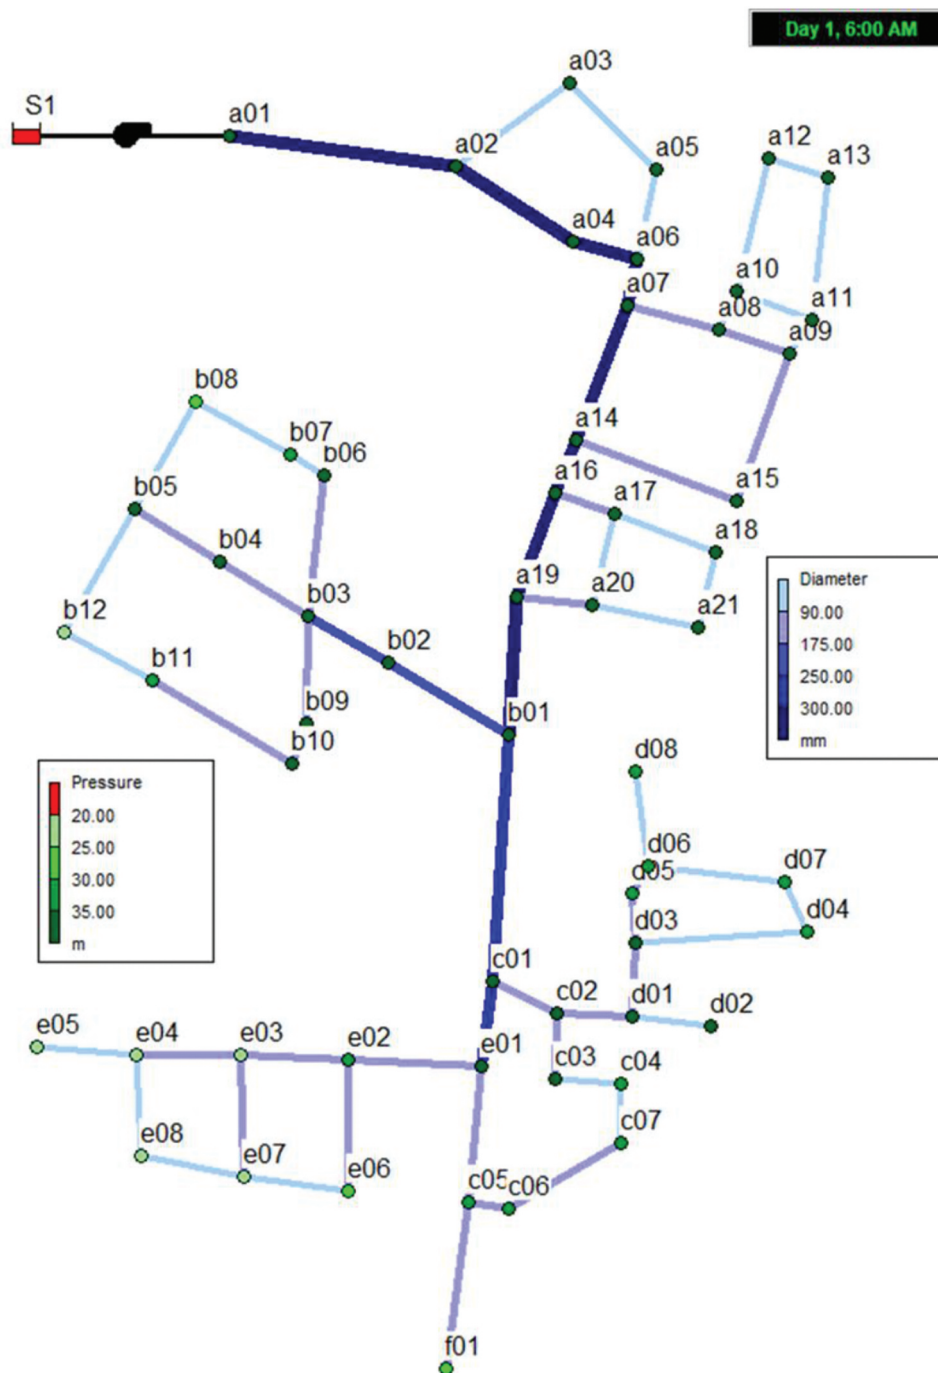 Day 1, 6:00 AM
S1
a01
a02
a03
a04
a05
a06
a07
a12
a13
a10
a11
a08
a09
b08
b07
b06
a14
a16
a17
a15
a18
b05
b04
b03
b12
b02
b11
b09
b10
b01
a19
a20
a21
Diameter
90.00
175.00
250.00
300.00
mm
Pressure
20.00
25.00
30.00
35.00
m
d08
d06
d05
d07
d04
d03
c01
c02
d01
d02
e05
e04
e03
e02
e01
c03
c04
c07
e08
e07
e06
c05
c06
f01